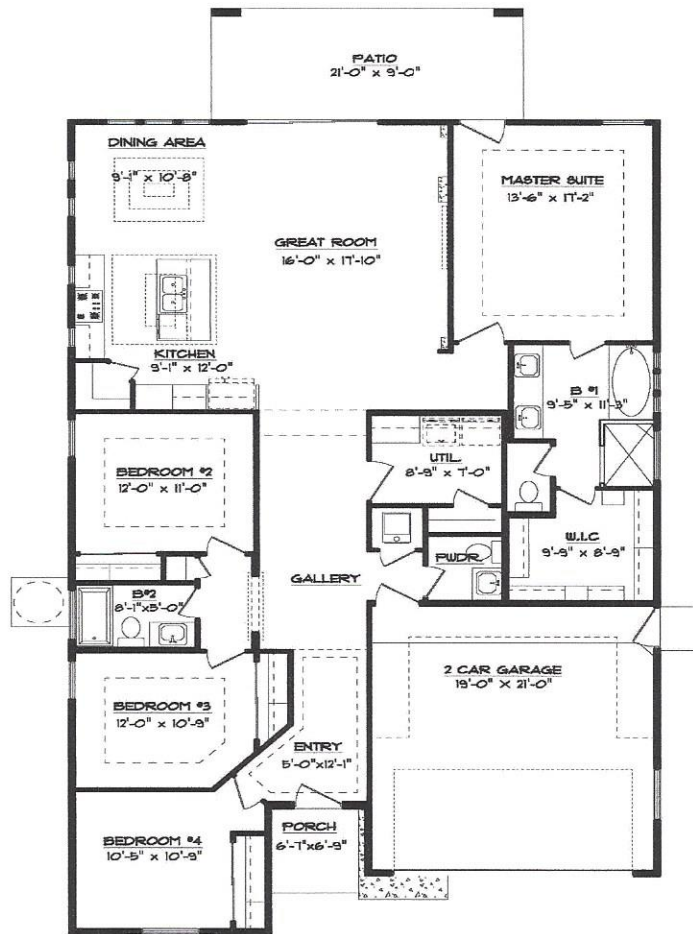 PATIO
21'-0" x 9'-0"
DINING AREA
9'-1" x 10'-8"
MASTER SUITE
13'-6" x 17'-2"
GREAT ROOM
16'-0" x 17'-10"
KITCHEN
9'-1" x 12'-0"
B #1
9'-5" x 11'-3"
BEDROOM #2
12'-0" x 11'-0"
UTIL.
8'-9" x 7'-0"
W.I.C
9'-9" x 8'-9"
PWDR.
GALLERY
B#2
8'-1"x5'-0"
BEDROOM #3
12'-0" x 10'-9"
2 CAR GARAGE
19'-0" x 21'-0"
ENTRY
5'-0"x12'-1"
PORCH
6'-7"x6'-9"
BEDROOM #4
10'-5" x 10'-9"